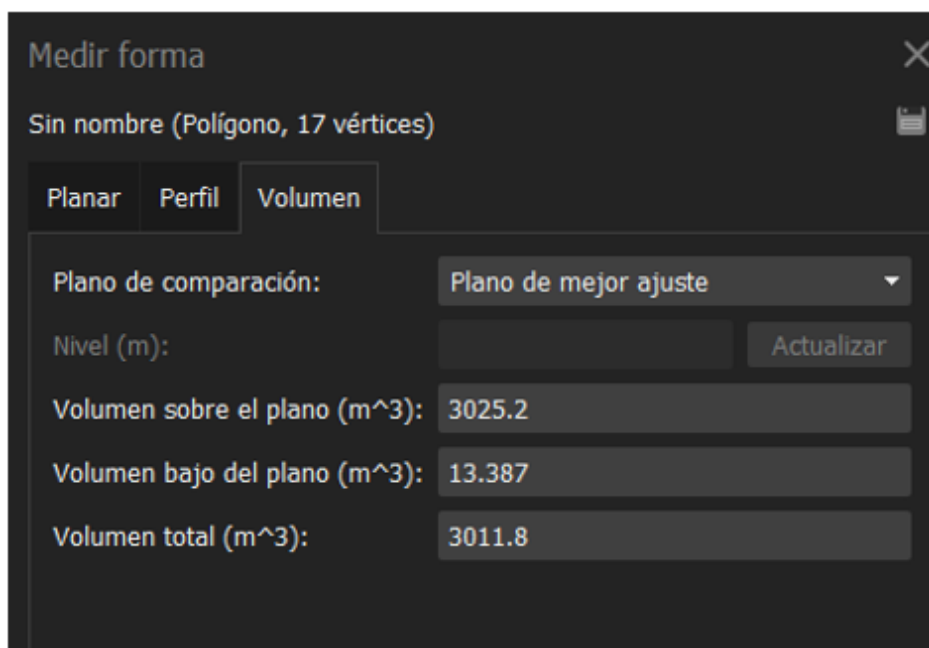 Medir forma
Sin nombre (Polígono, 17 vértices)
Planar Perfil Volumen
Plano de comparación: Plano de mejor ajuste
Nivel (m): Actualizar
Volumen sobre el plano (m^3): 3025.2
Volumen bajo del plano (m^3): 13.387
Volumen total (m^3): 3011.8